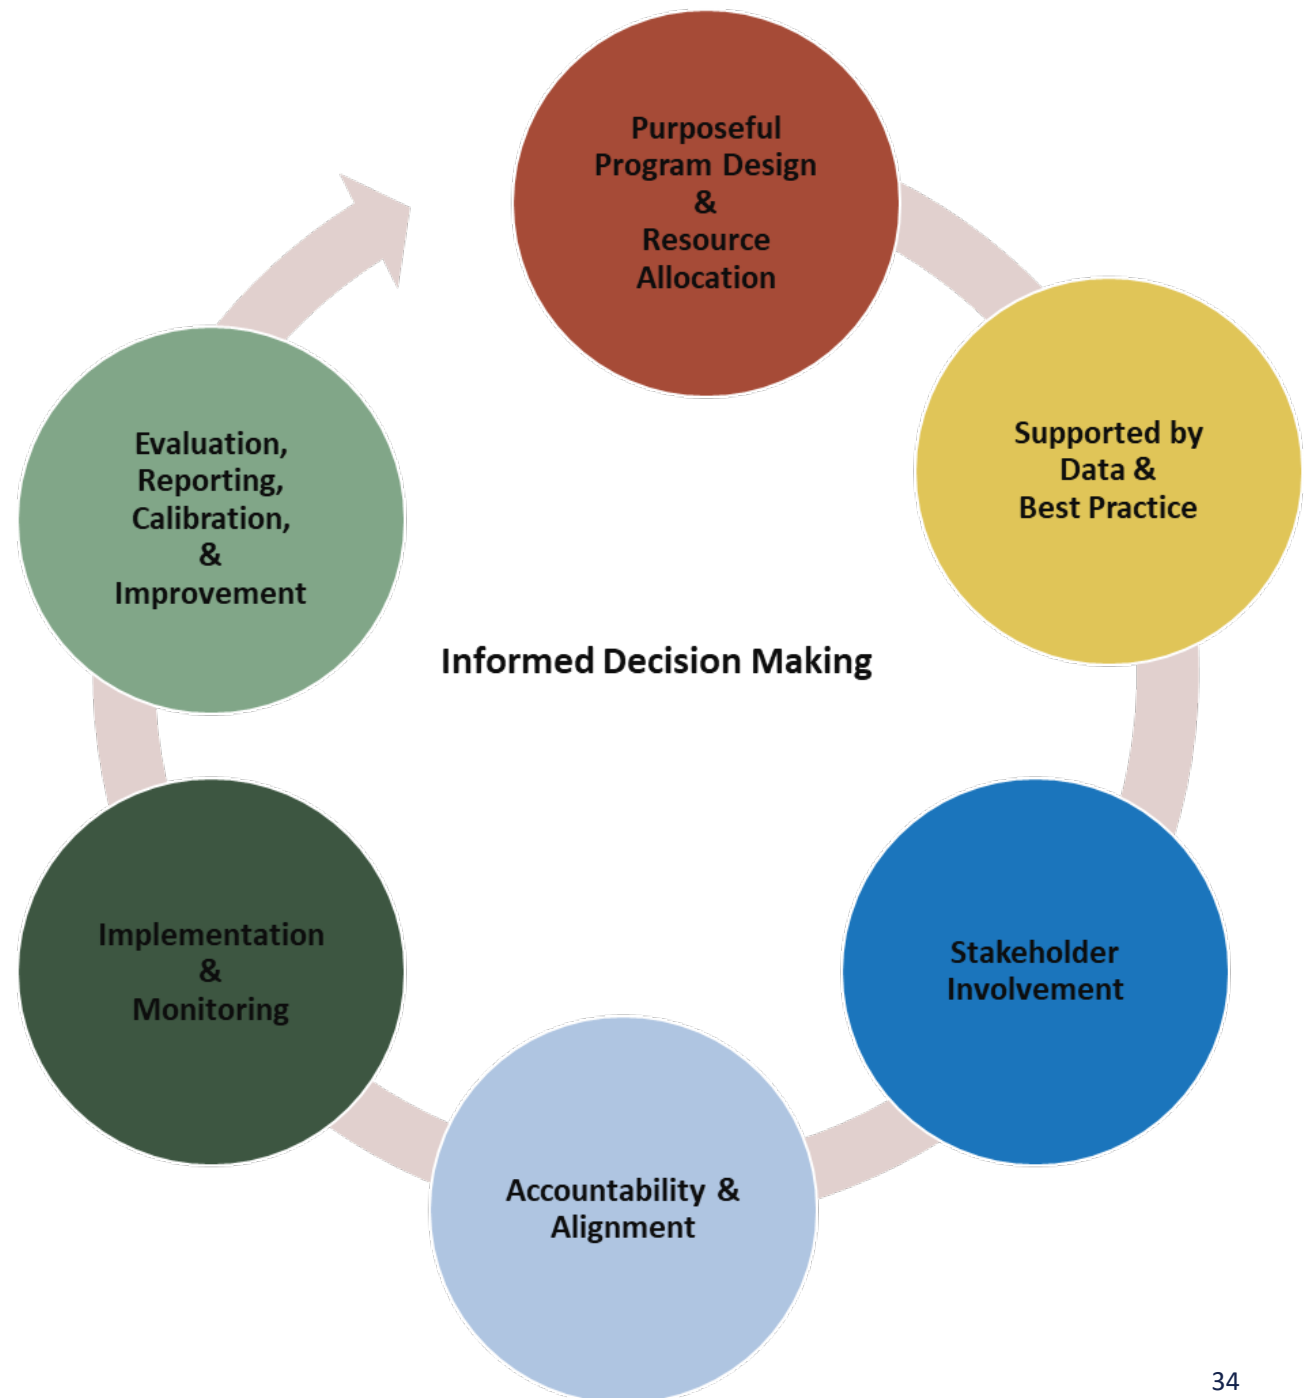 Purposeful
Program Design
&
Resource
Allocation
Supported by
Data &
Best Practice
Evaluation,
Reporting,
Calibration,
&
Improvement
Informed Decision Making
Implementation
&
Monitoring
Stakeholder
Involvement
Accountability &
Alignment
34